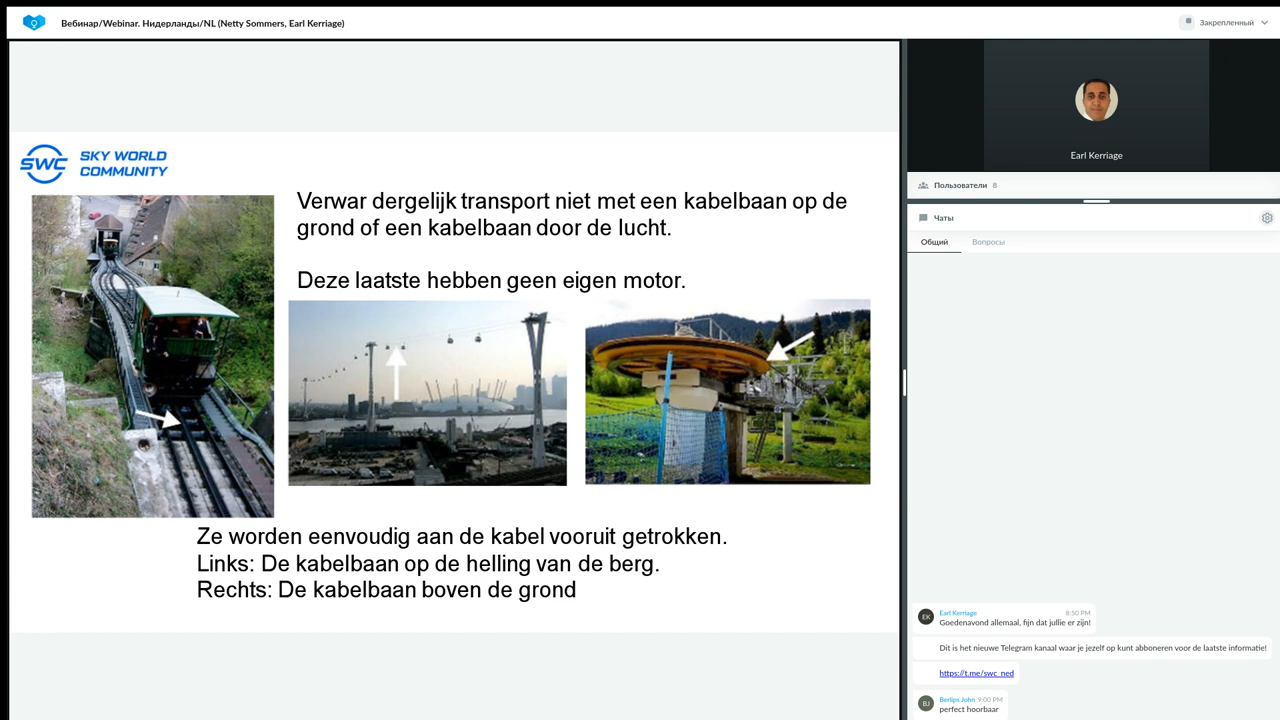 Вебинар/Webinar. Нидерланды/NL (Netty Sommers, Earl Kerriage)
Закрепленный
SWC SKY WORLD
COMMUNITY
Verwar dergelijk transport niet met een kabelbaan op de
grond of een kabelbaan door de lucht.
Deze laatste hebben geen eigen motor.
Ze worden eenvoudig aan de kabel vooruit getrokken.
Links: De kabelbaan op de helling van de berg.
Rechts: De kabelbaan boven de grond
Earl Kerriage
Пользователи 8
Чаты
Общий Вопросы
EK Earl Kerriage 8:50 PM
Goedenavond allemaal, fijn dat jullie er zijn!
Dit is het nieuwe Telegram kanaal waar je jezelf op kunt abboneren voor de laatste informatie!
https://t.me/swc_ned
BJ Berlips John 9:00 PM
perfect hoorbaar